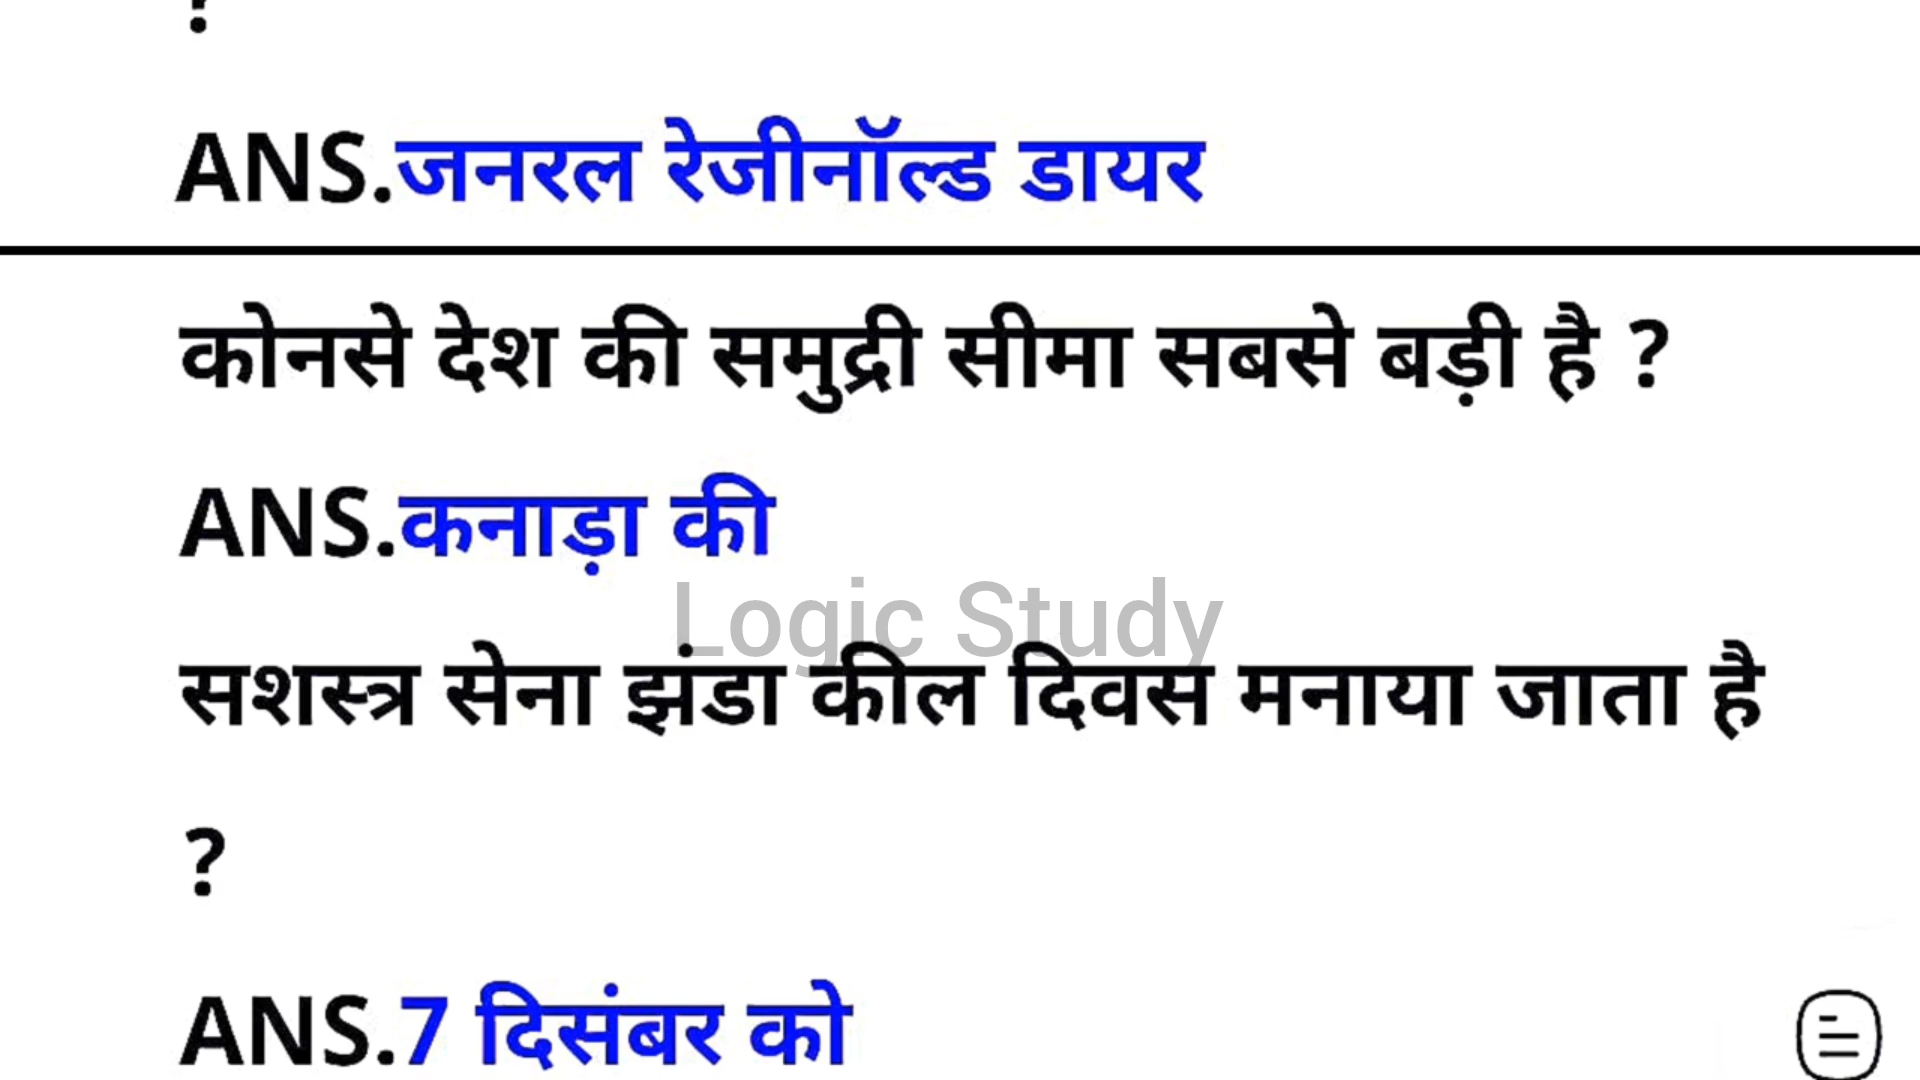 ?
ANS.जनरल रेजीनॉल्ड डायर
कोनसे देश की समुद्री सीमा सबसे बड़ी है ?
ANS.कनाड़ा की
Logic Study
सशस्त्र सेना झंडा कील दिवस मनाया जाता है
?
ANS.7 दिसंबर को